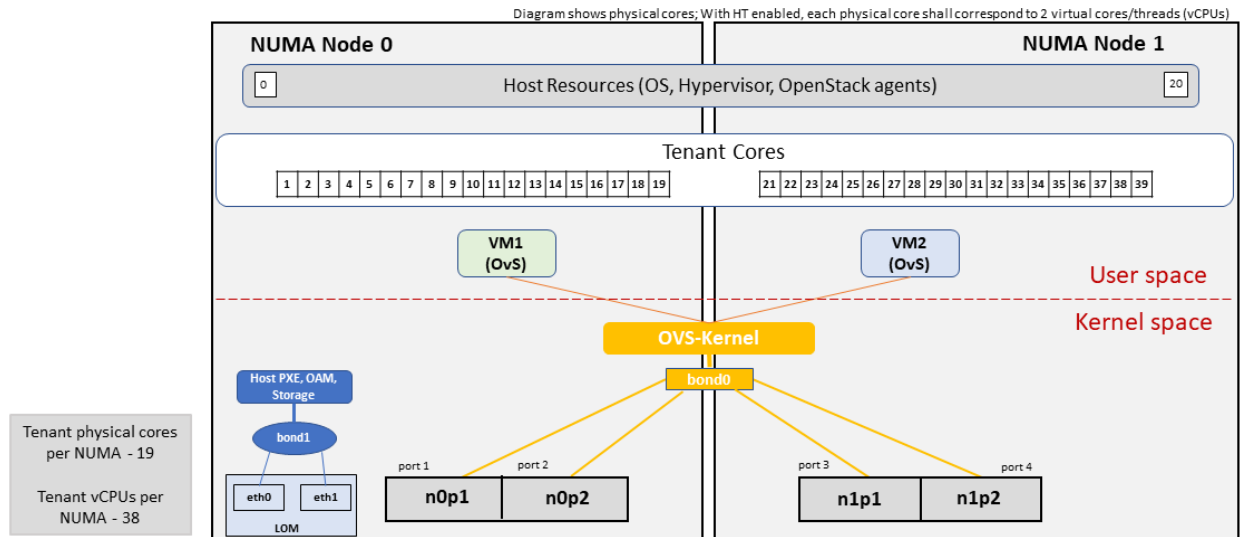 Diagram shows physical cores; With HT enabled, each physical core shall correspond to 2 virtual cores/threads (vCPUs)
NUMA Node 0
NUMA Node 1
0
Host Resources (OS, Hypervisor, OpenStack agents)
20
Tenant Cores
1 2 3 4 5 6 7 8 9 10 11 12 13 14 15 16 17 18 19
21 22 23 24 25 26 27 28 29 30 31 32 33 34 35 36 37 38 39
VM1
(OvS)
VM2
(OvS)
User space
Kernel space
OVS-Kernel
bond0
Host PXE, OAM,
Storage
bond1
eth0
eth1
LOM
port 1
port 2
n0p1
n0p2
port 3
port 4
n1p1
n1p2
Tenant physical cores
per NUMA - 19
Tenant vCPUs per
NUMA - 38